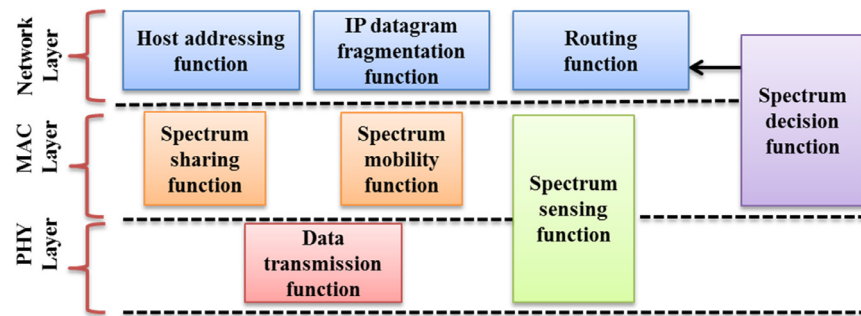 Network
Layer
Host addressing
function
IP datagram
fragmentation
function
Routing
function
Spectrum
decision
function
MAC
Layer
Spectrum
sharing
function
Spectrum
mobility
function
Spectrum
sensing
function
PHY
Layer
Data
transmission
function